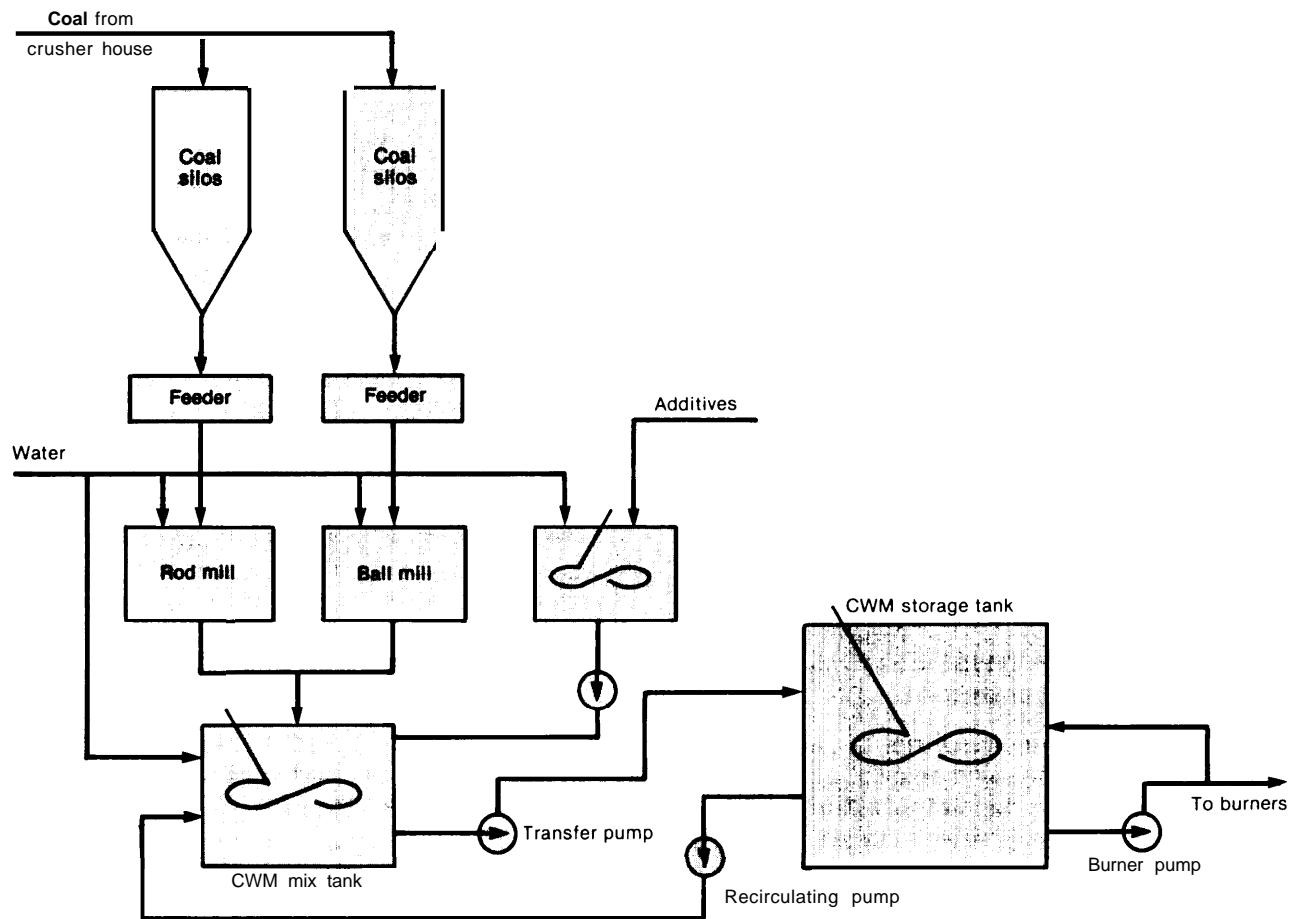 Coal from
crusher house
Coal
silos
Coal
silos
Feeder
Feeder
Additives
Water
Rod mill
Ball mill
CWM storage tank
To burners
Transfer pump
Burner pump
CWM mix tank
Recirculating pump